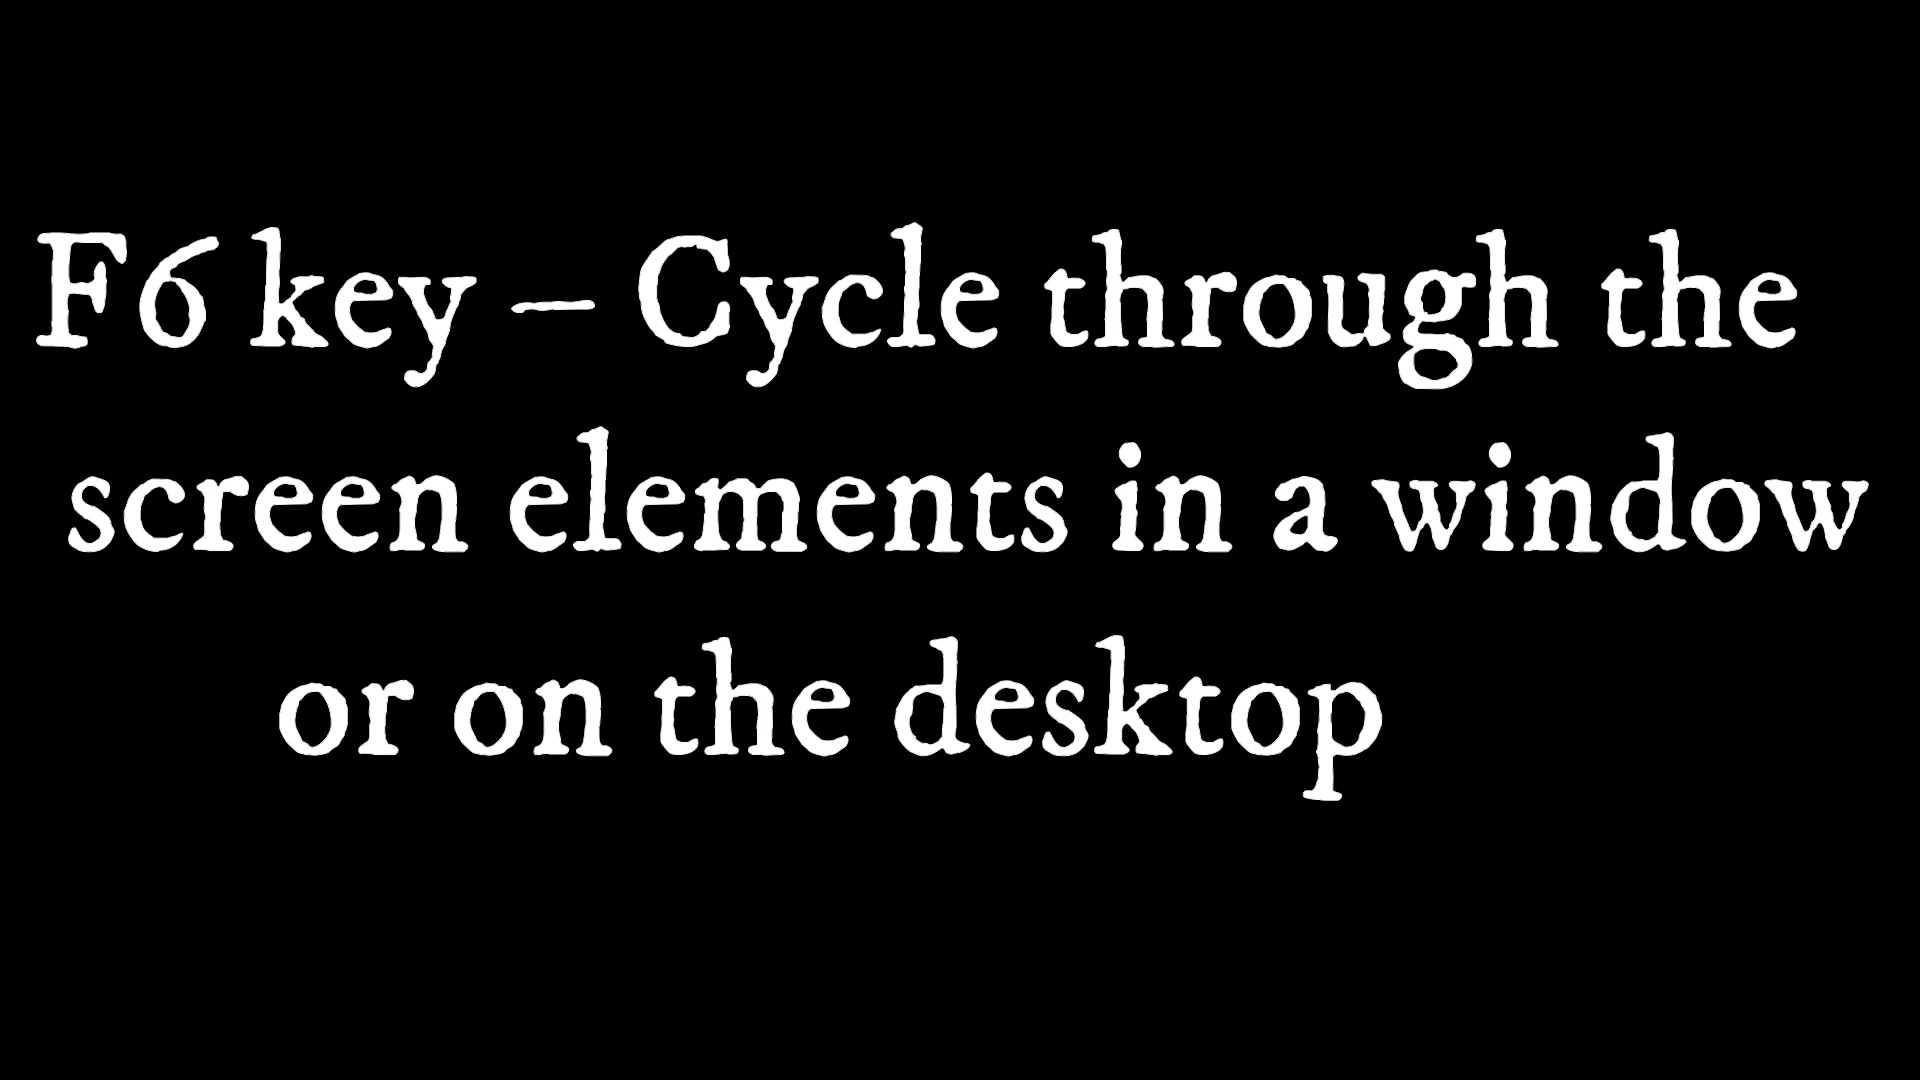 F6 key – Cycle through the
screen elements in a window
or on the desktop